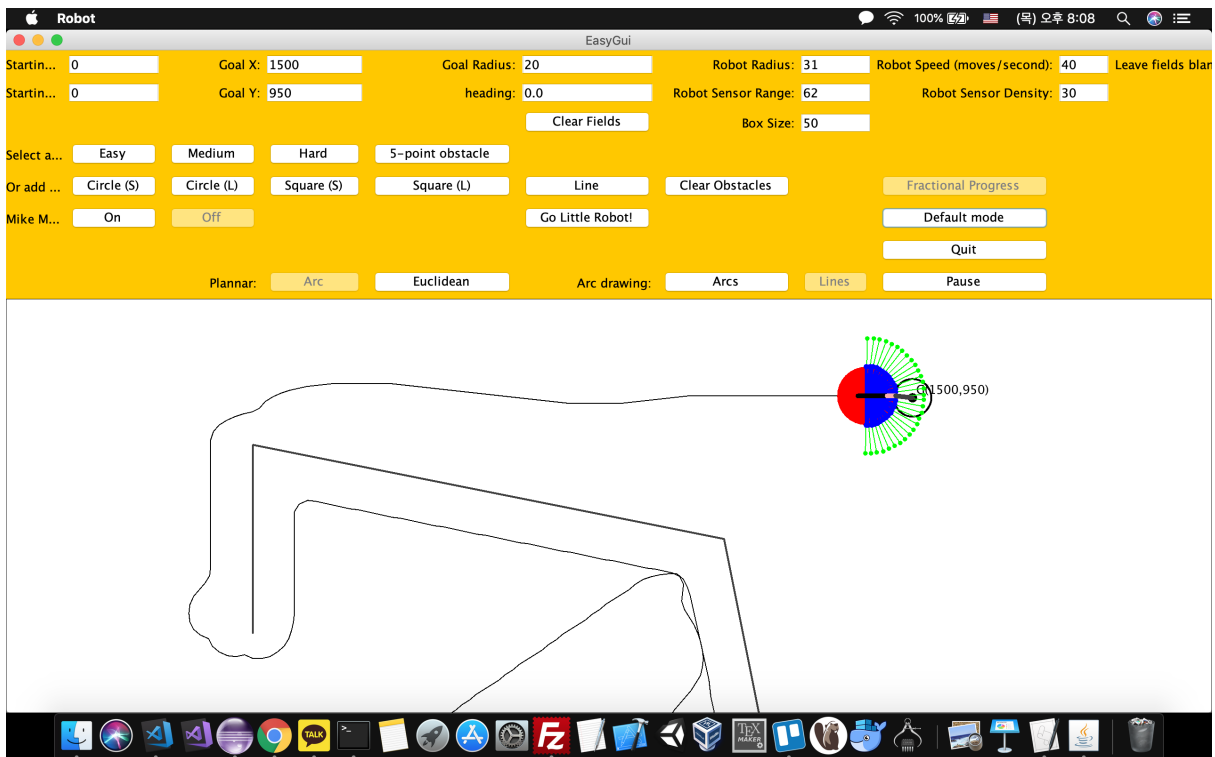 Robot 100% (목) 오후 8:08
EasyGui
Startin... 0 Goal X: 1500 Goal Radius: 20 Robot Radius: 31 Robot Speed (moves/second): 40 Leave fields blan
Startin... 0 Goal Y: 950 heading: 0.0 Robot Sensor Range: 62 Robot Sensor Density: 30
Clear Fields Box Size: 50
Select a... Easy Medium Hard 5-point obstacle
Or add ... Circle (S) Circle (L) Square (S) Square (L) Line Clear Obstacles Fractional Progress
Mike M... On Off Go Little Robot! Default mode
Quit
Plannar: Arc Euclidean Arc drawing: Arcs Lines Pause
G(1500,950)
TALK
TEX
MAKER